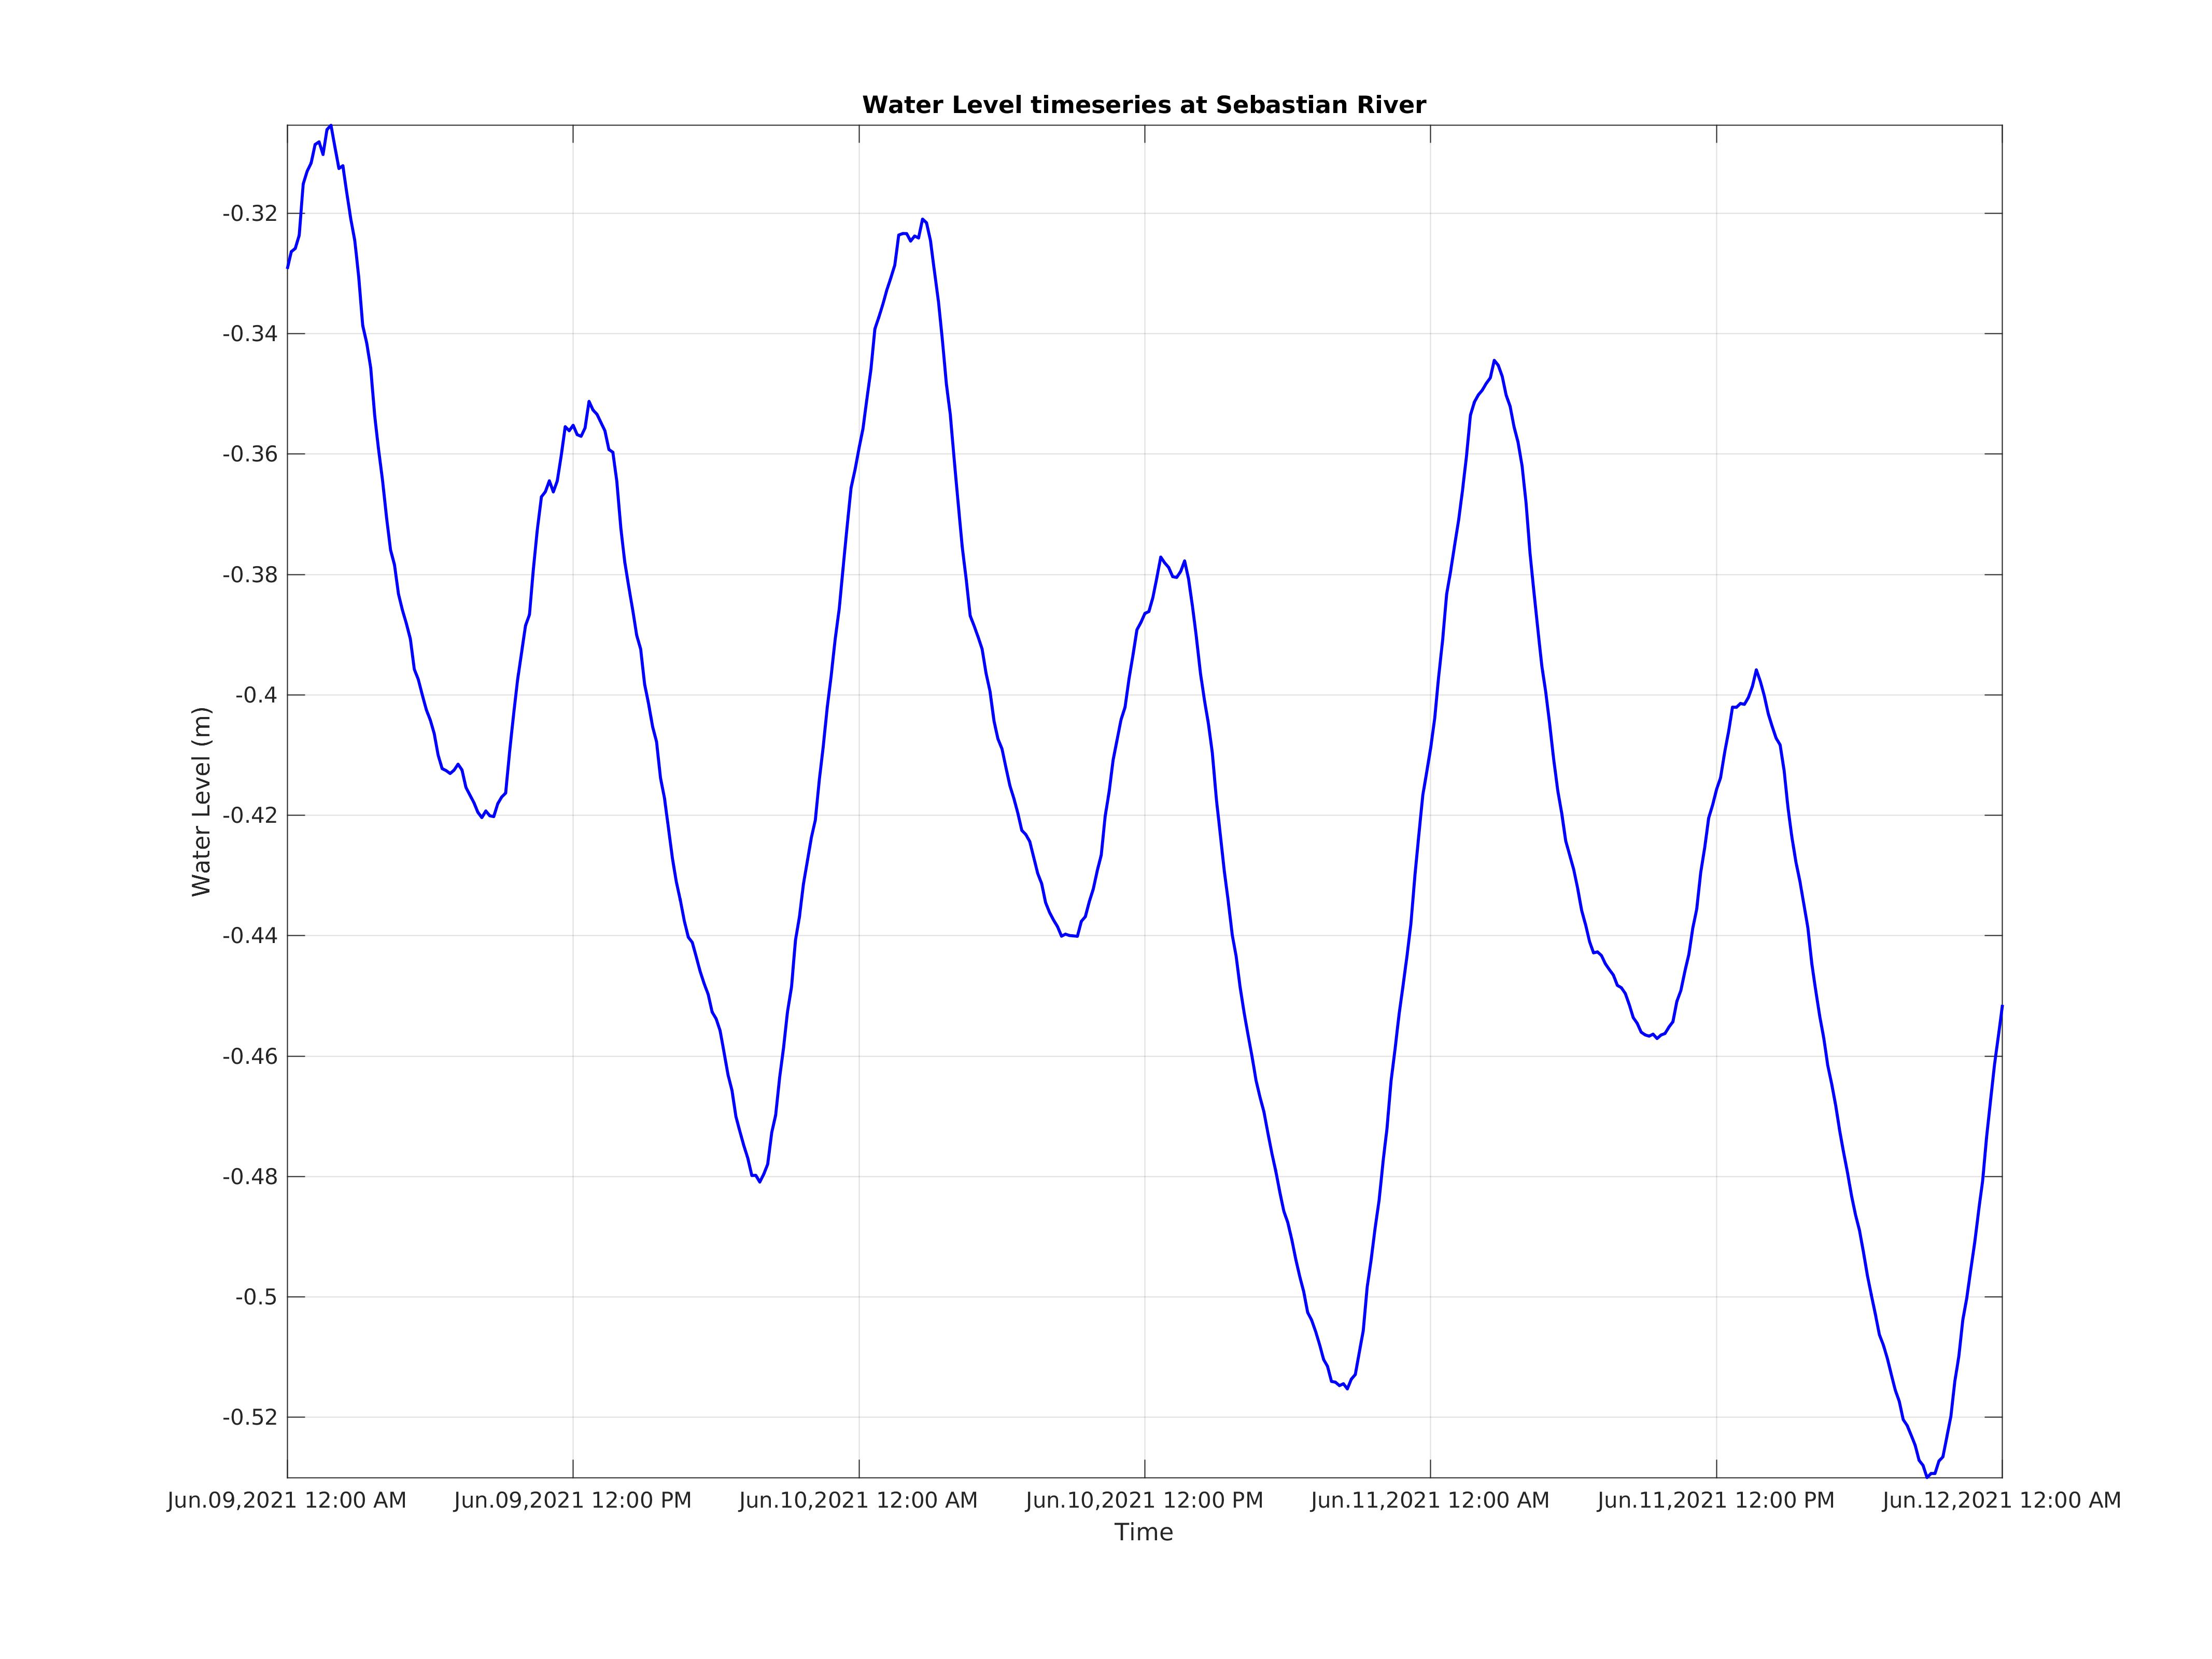 Water Level timeseries at Sebastian River
-0.32
-0.34
-0.36
-0.38
-0.4
-0.42
-0.44
-0.46
-0.48
-0.5
-0.52
Water Level (m)
Jun.09,2021 12:00 AM
Jun.09,2021 12:00 PM
Jun.10,2021 12:00 AM
Jun.10,2021 12:00 PM
Jun.11,2021 12:00 AM
Jun.11,2021 12:00 PM
Jun.12,2021 12:00 AM
Time